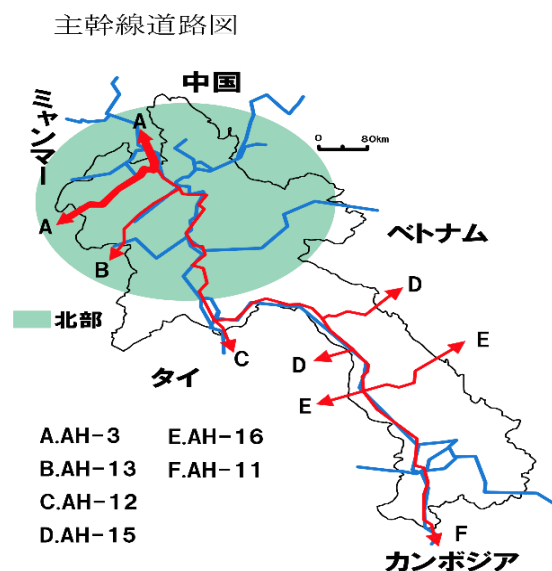 主幹線道路図
中国
ミャンマー
A
0 80km
A
B
ベトナム
D
北部
C
D
E
タイ
E
A.AH-3 E.AH-16
B.AH-13 F.AH-11
C.AH-12
D.AH-15
F
カンボジア